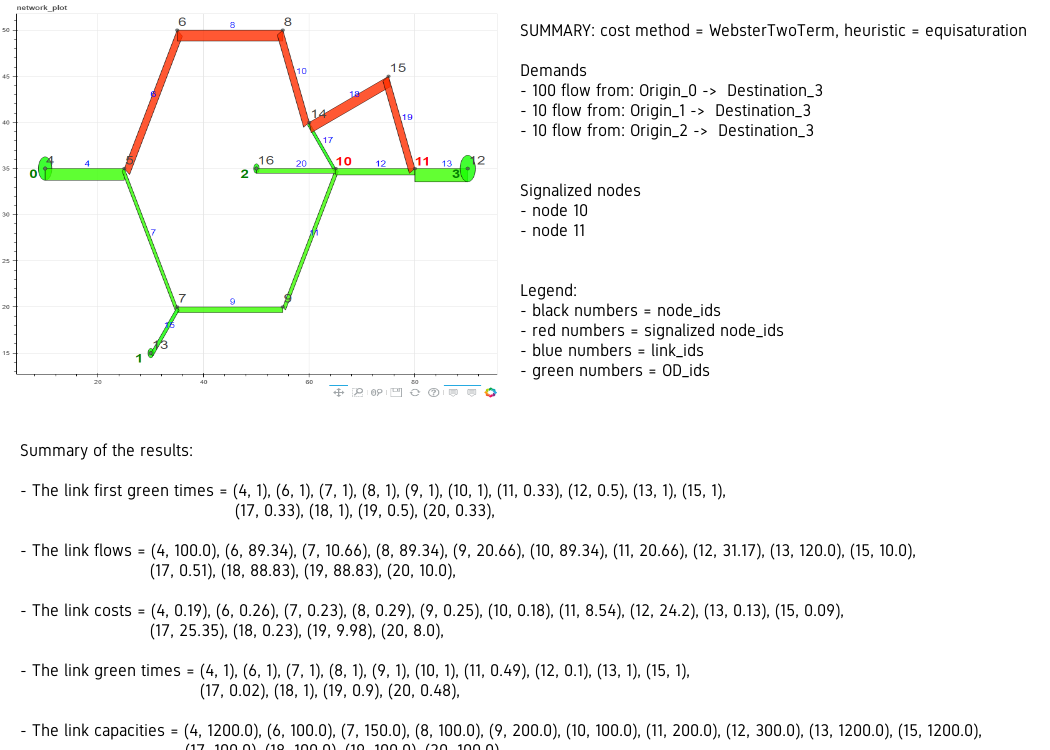 network_plot
SUMMARY: cost method = WebsterTwoTerm, heuristic = equisaturation
Demands
- 100 flow from: Origin_0 -> Destination_3
- 10 flow from: Origin_1 -> Destination_3
- 10 flow from: Origin_2 -> Destination_3
Signalized nodes
- node 10
- node 11
Legend:
- black numbers = node_ids
- red numbers = signalized node_ids
- blue numbers = link_ids
- green numbers = OD_ids
50
45
40
35
30
25
20
15
20
40
60
80
6
8
8
10
15
18
14
19
17
6
4
4
5
0
16
20
2
10
12
11
13
12
3
7
11
7
9
9
15
13
1
Summary of the results:
- The link first green times = (4, 1), (6, 1), (7, 1), (8, 1), (9, 1), (10, 1), (11, 0.33), (12, 0.5), (13, 1), (15, 1),
(17, 0.33), (18, 1), (19, 0.5), (20, 0.33),
- The link flows = (4, 100.0), (6, 89.34), (7, 10.66), (8, 89.34), (9, 20.66), (10, 89.34), (11, 20.66), (12, 31.17), (13, 120.0), (15, 10.0),
(17, 0.51), (18, 88.83), (19, 88.83), (20, 10.0),
- The link costs = (4, 0.19), (6, 0.26), (7, 0.23), (8, 0.29), (9, 0.25), (10, 0.18), (11, 8.54), (12, 24.2), (13, 0.13), (15, 0.09),
(17, 25.35), (18, 0.23), (19, 9.98), (20, 8.0),
- The link green times = (4, 1), (6, 1), (7, 1), (8, 1), (9, 1), (10, 1), (11, 0.49), (12, 0.1), (13, 1), (15, 1),
(17, 0.02), (18, 1), (19, 0.9), (20, 0.48),
- The link capacities = (4, 1200.0), (6, 100.0), (7, 150.0), (8, 100.0), (9, 200.0), (10, 100.0), (11, 200.0), (12, 300.0), (13, 1200.0), (15, 1200.0),
(17, 100.0), (18, 100.0), (19, 100.0), (20, 100.0)